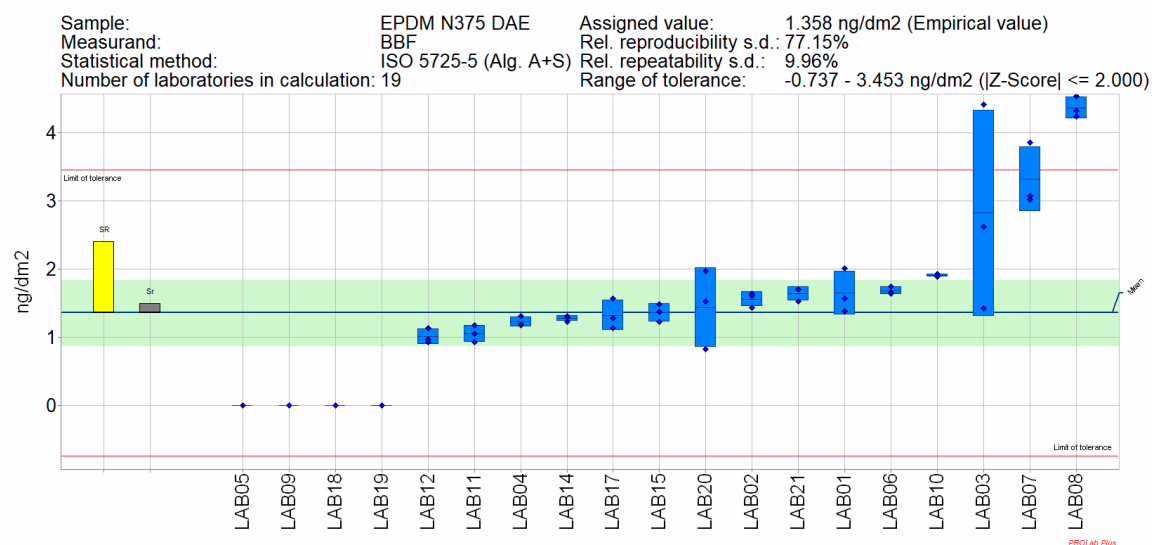 Sample: EPDM N375 DAE Assigned value: 1.358 ng/dm2 (Empirical value)
Measurand: BBF Rel. reproducibility s.d.: 77.15%
Statistical method: ISO 5725-5 (Alg. A+S) Rel. repeatability s.d.: 9.96%
Number of laboratories in calculation: 19 Range of tolerance: -0.737 - 3.453 ng/dm2 (|Z-Score| <= 2.000)
4
Limit of tolerance
3
SR
ng/dm2
2
Sr
Mean
1
0
Limit of tolerance
LAB05 LAB09 LAB18 LAB19 LAB12 LAB11 LAB04 LAB14 LAB17 LAB15 LAB20 LAB02 LAB21 LAB01 LAB06 LAB10 LAB03 LAB07 LAB08
PROLab Plus